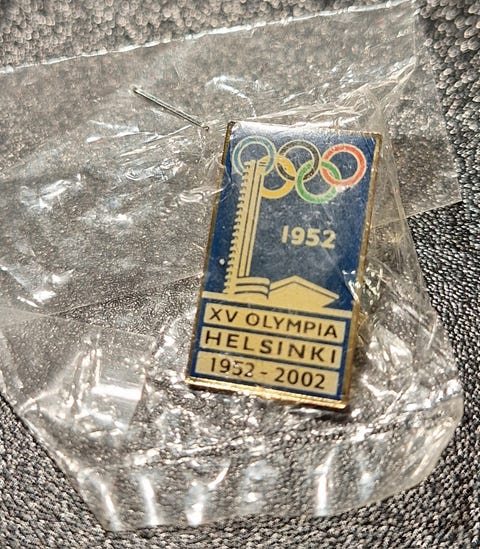 1952
XV OLYMPIA
HELSINKI
1952 - 2002